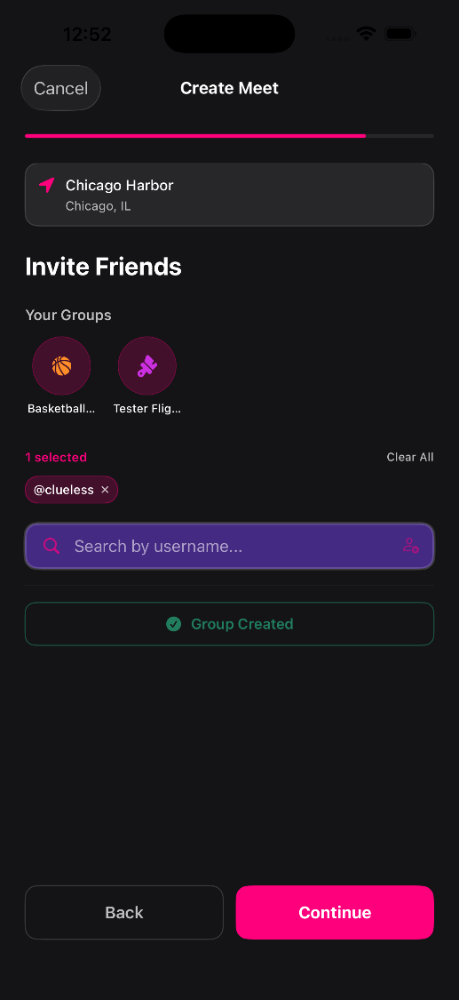 12:52
Cancel
Create Meet
Chicago Harbor
Chicago, IL
Invite Friends
Your Groups
Basketball...
Tester Flig...
1 selected
Clear All
@clueless ×
Search by username...
Group Created
Back
Continue